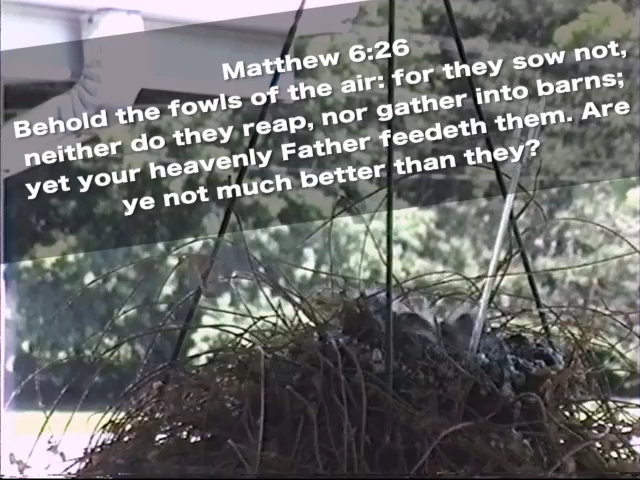 Matthew 6:26
Behold the fowls of the air: for they sow not,
neither do they reap, nor gather into barns;
yet your heavenly Father feedeth them. Are
ye not much better than they?